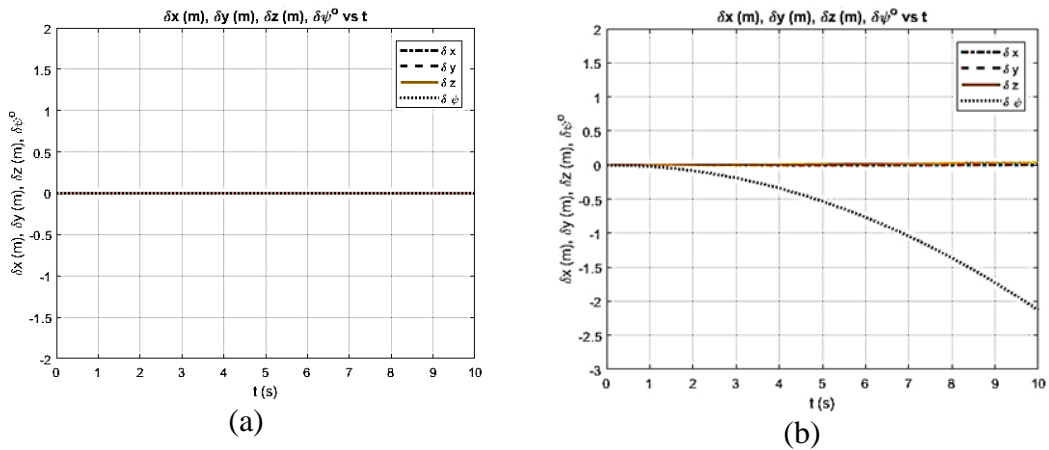 δx (m), δy (m), δz (m), δψ° vs t
2
1.5
1
0.5
0
-0.5
-1
-1.5
-2
δx (m), δy (m), δz (m), δψ°
δ x
δ y
δ z
δ ψ
0 1 2 3 4 5 6 7 8 9 10
t (s)
(a)
δx (m), δy (m), δz (m), δψ° vs t
2
1.5
1
0.5
0
-0.5
-1
-1.5
-2
-2.5
-3
δx (m), δy (m), δz (m), δψ°
δ x
δ y
δ z
δ ψ
0 1 2 3 4 5 6 7 8 9 10
t (s)
(b)